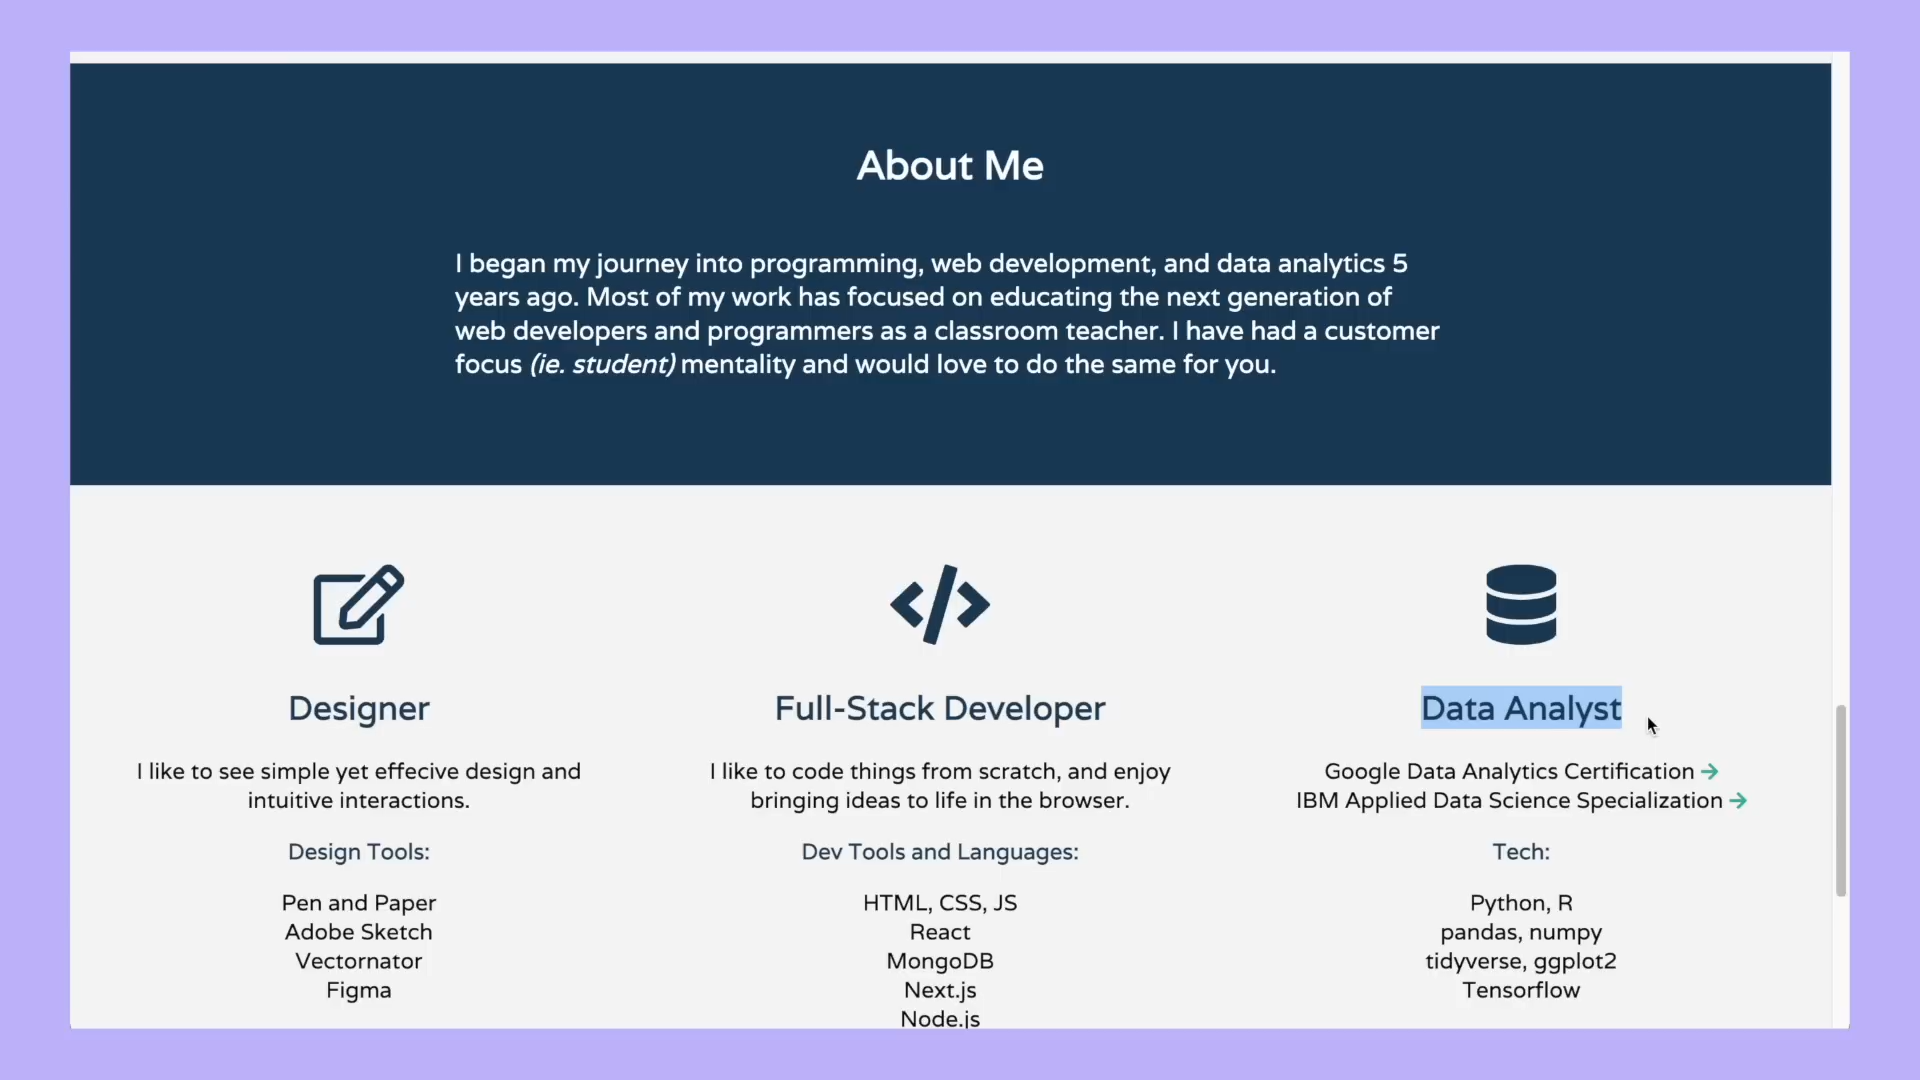 About Me
I began my journey into programming, web development, and data analytics 5
years ago. Most of my work has focused on educating the next generation of
web developers and programmers as a classroom teacher. I have had a customer
focus (ie. student) mentality and would love to do the same for you.
Designer
I like to see simple yet effecive design and
intuitive interactions.
Design Tools:
Pen and Paper
Adobe Sketch
Vectornator
Figma
Full-Stack Developer
I like to code things from scratch, and enjoy
bringing ideas to life in the browser.
Dev Tools and Languages:
HTML, CSS, JS
React
MongoDB
Next.js
Node.js
Data Analyst
Google Data Analytics Certification →
IBM Applied Data Science Specialization →
Tech:
Python, R
pandas, numpy
tidyverse, ggplot2
Tensorflow